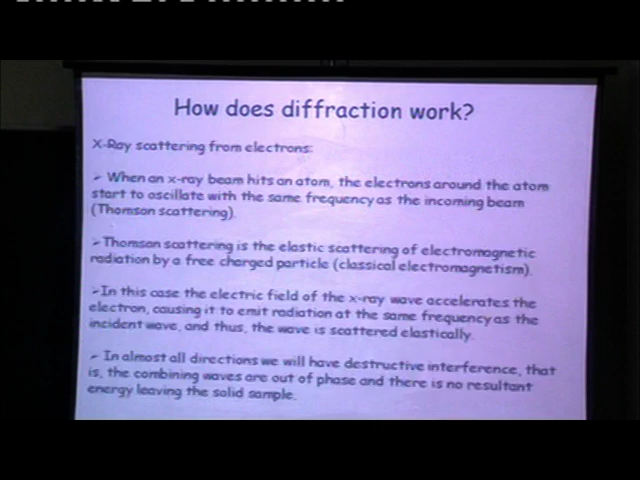 How does diffraction work?
X-Ray scattering from electrons:
➢ When an x-ray beam hits an atom, the electrons around the atom
start to oscillate with the same frequency as the incoming beam
(Thomson scattering).
➢Thomson scattering is the elastic scattering of electromagnetic
radiation by a free charged particle (classical electromagnetism).
➢In this case the electric field of the x-ray wave accelerates the
electron, causing it to emit radiation at the same frequency as the
incident wave, and thus, the wave is scattered elastically.
➢ In almost all directions we will have destructive interference, that
is, the combining waves are out of phase and there is no resultant
energy leaving the solid sample.